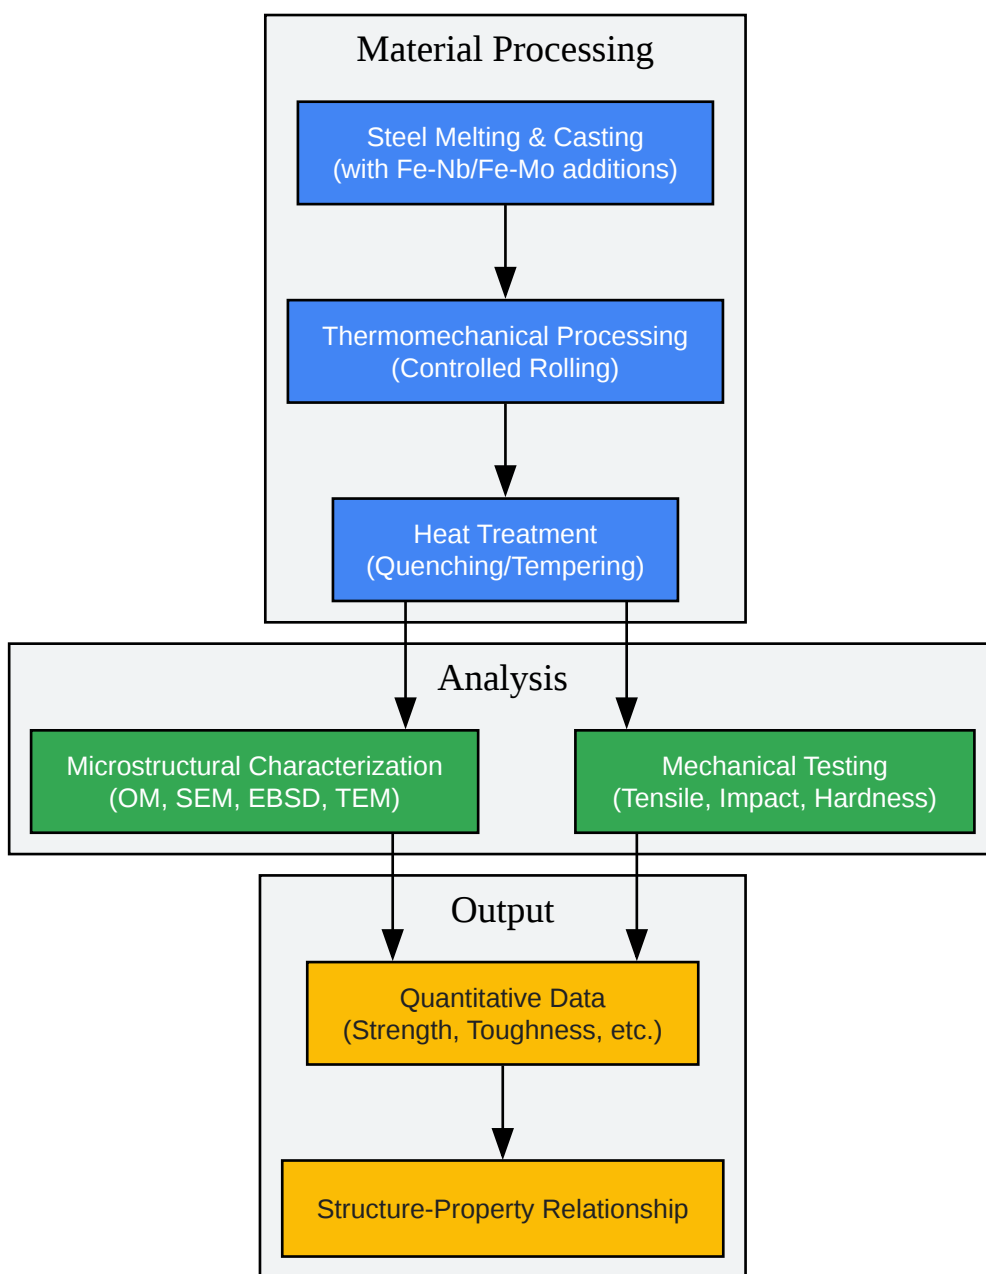 Material Processing
Steel Melting & Casting
(with Fe-Nb/Fe-Mo additions)
Thermomechanical Processing
(Controlled Rolling)
Heat Treatment
(Quenching/Tempering)
Analysis
Microstructural Characterization
(OM, SEM, EBSD, TEM)
Mechanical Testing
(Tensile, Impact, Hardness)
Output
Quantitative Data
(Strength, Toughness, etc.)
Structure-Property Relationship